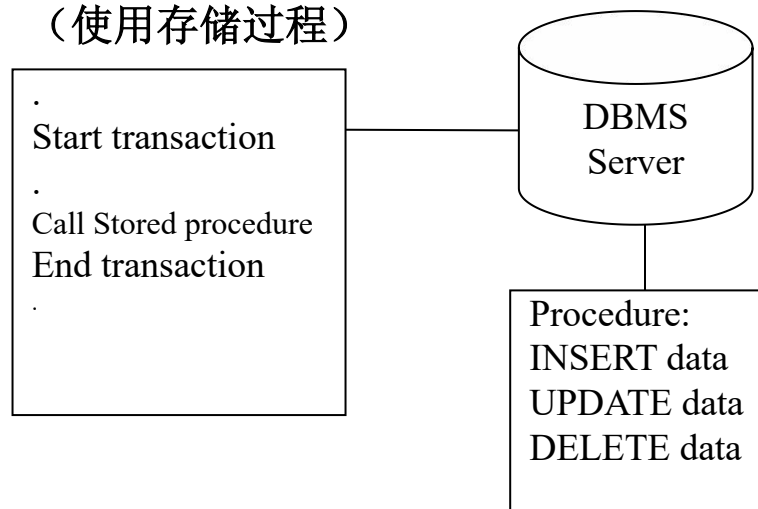 （使用存储过程）
.
Start transaction
.
Call Stored procedure
End transaction
.
DBMS
Server
Procedure:
INSERT data
UPDATE data
DELETE data